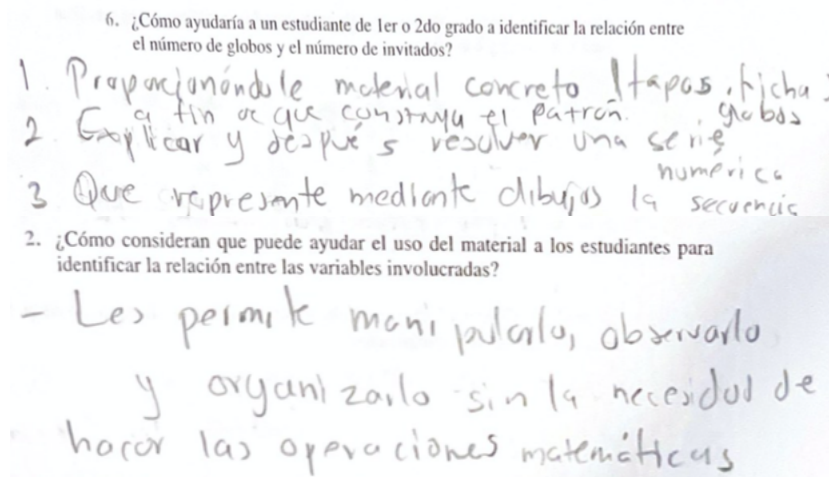 6. ¿Cómo ayudaría a un estudiante de 1er o 2do grado a identificar la relación entre
el número de globos y el número de invitados?
1. Proporcionóndole material concreto (tapas, ficha
a fin de que construya el patrón. globos
2 Explicar y después resolver una serie
numérica
3 Que represente mediante dibujos la secuencia
2. ¿Cómo consideran que puede ayudar el uso del material a los estudiantes para
identificar la relación entre las variables involucradas?
- Les permite manipularlo, observarlo
y organizarlo sin la necesidad de
hacer las operaciones matemáticas